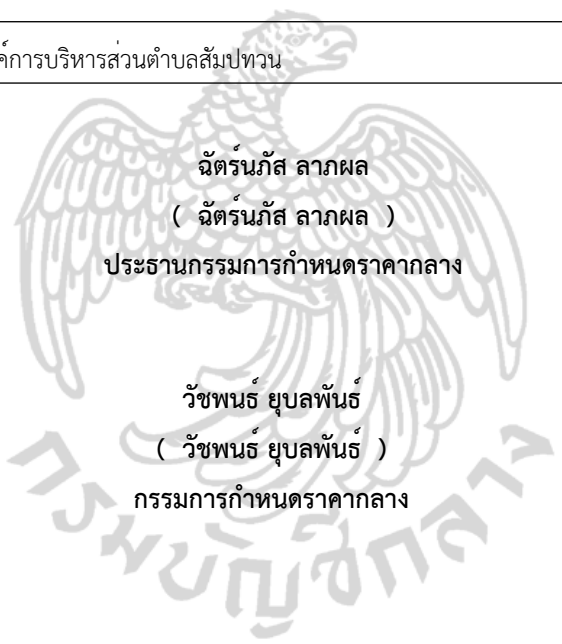 ค์การบริหารส่วนตำบลสัมปทวน
ฉัตร์นภัส ลาภผล
( ฉัตร์นภัส ลาภผล )
ประธานกรรมการกำหนดราคากลาง
วัชพนธ์ ยุบลพันธ์
( วัชพนธ์ ยุบลพันธ์ )
กรรมการกำหนดราคากลาง
กรมบัญชีกลาง